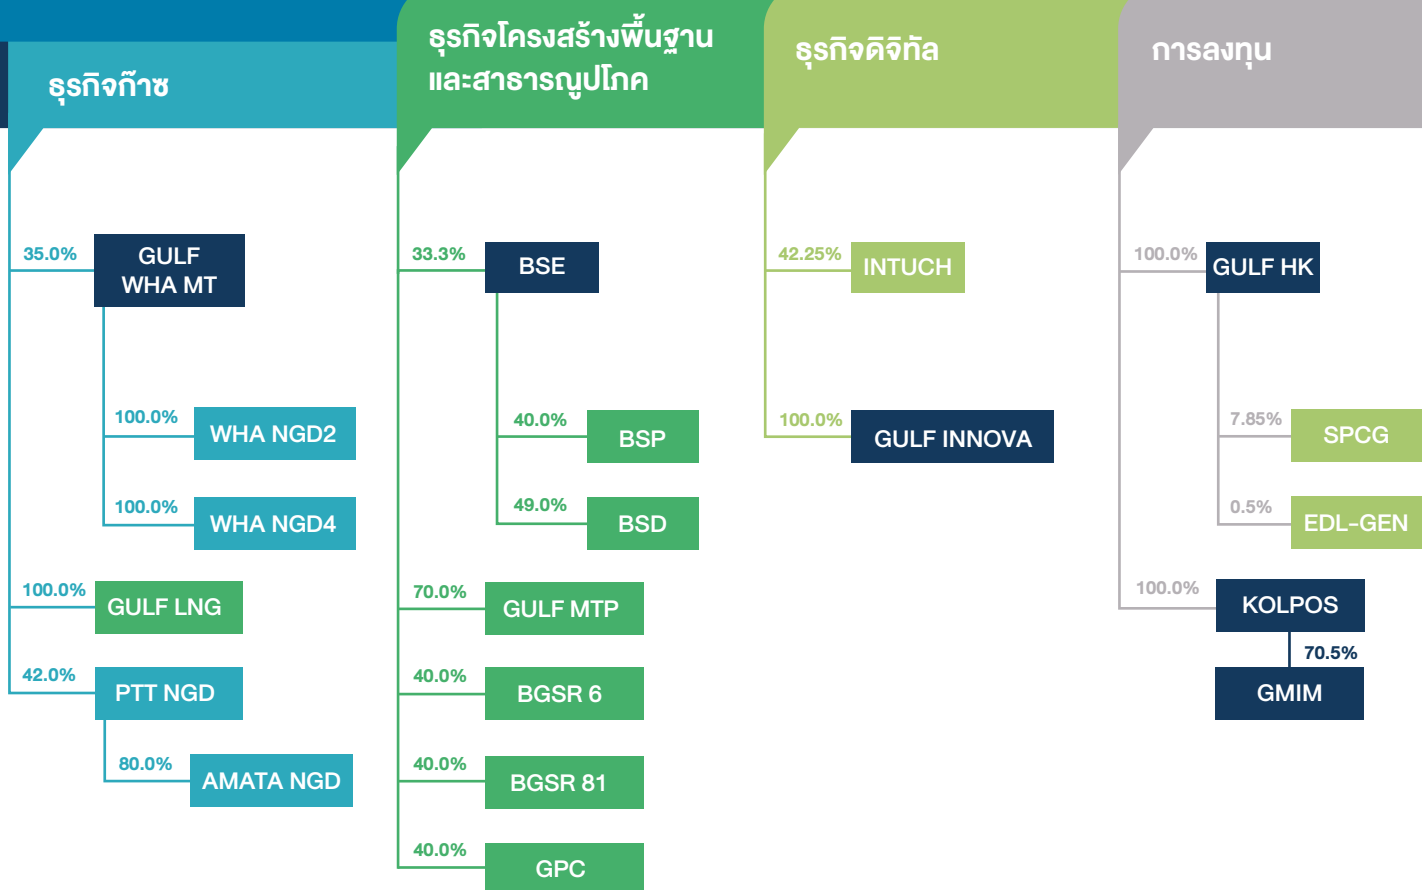 ธุรกิจก๊าซ
35.0%
GULF
WHA MT
100.0%
WHA NGD2
100.0%
WHA NGD4
100.0%
GULF LNG
42.0%
PTT NGD
80.0%
AMATA NGD
ธุรกิจโครงสร้างพื้นฐาน
และสาธารณูปโภค
33.3%
BSE
40.0%
BSP
49.0%
BSD
70.0%
GULF MTP
40.0%
BGSR 6
40.0%
BGSR 81
40.0%
GPC
ธุรกิจดิจิทัล
42.25%
INTUCH
100.0%
GULF INNOVA
การลงทุน
100.0%
GULF HK
7.85%
SPCG
0.5%
EDL-GEN
100.0%
KOLPOS
70.5%
GMIM